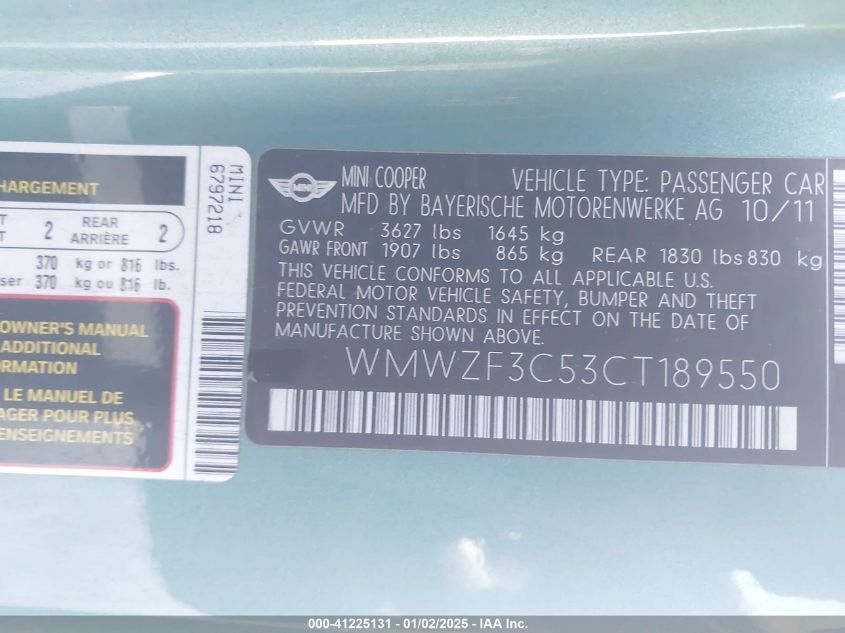 HARGEMENT
2
REAR
ARRIÈRE
2
370 kg or 816 lbs.
ser 370 kg ou 816 lb.
OWNER'S MANUAL
ADDITIONAL
ORMATION
LE MANUEL DE
AGER POUR PLUS
ENSEIGNEMENTS
MINI
6797218
MINI
MINI COOPER VEHICLE TYPE: PASSENGER CAR
MFD BY BAYERISCHE MOTORENWERKE AG 10/11
GVWR 3627 lbs 1645 kg
GAWR FRONT 1907 lbs 865 kg REAR 1830 lbs 830 kg
THIS VEHICLE CONFORMS TO ALL APPLICABLE U.S.
FEDERAL MOTOR VEHICLE SAFETY, BUMPER AND THEFT
PREVENTION STANDARDS IN EFFECT ON THE DATE OF
MANUFACTURE SHOWN ABOVE.
WMWZF3C53CT189550
000-41225131 - 01/02/2025 - IAA Inc.